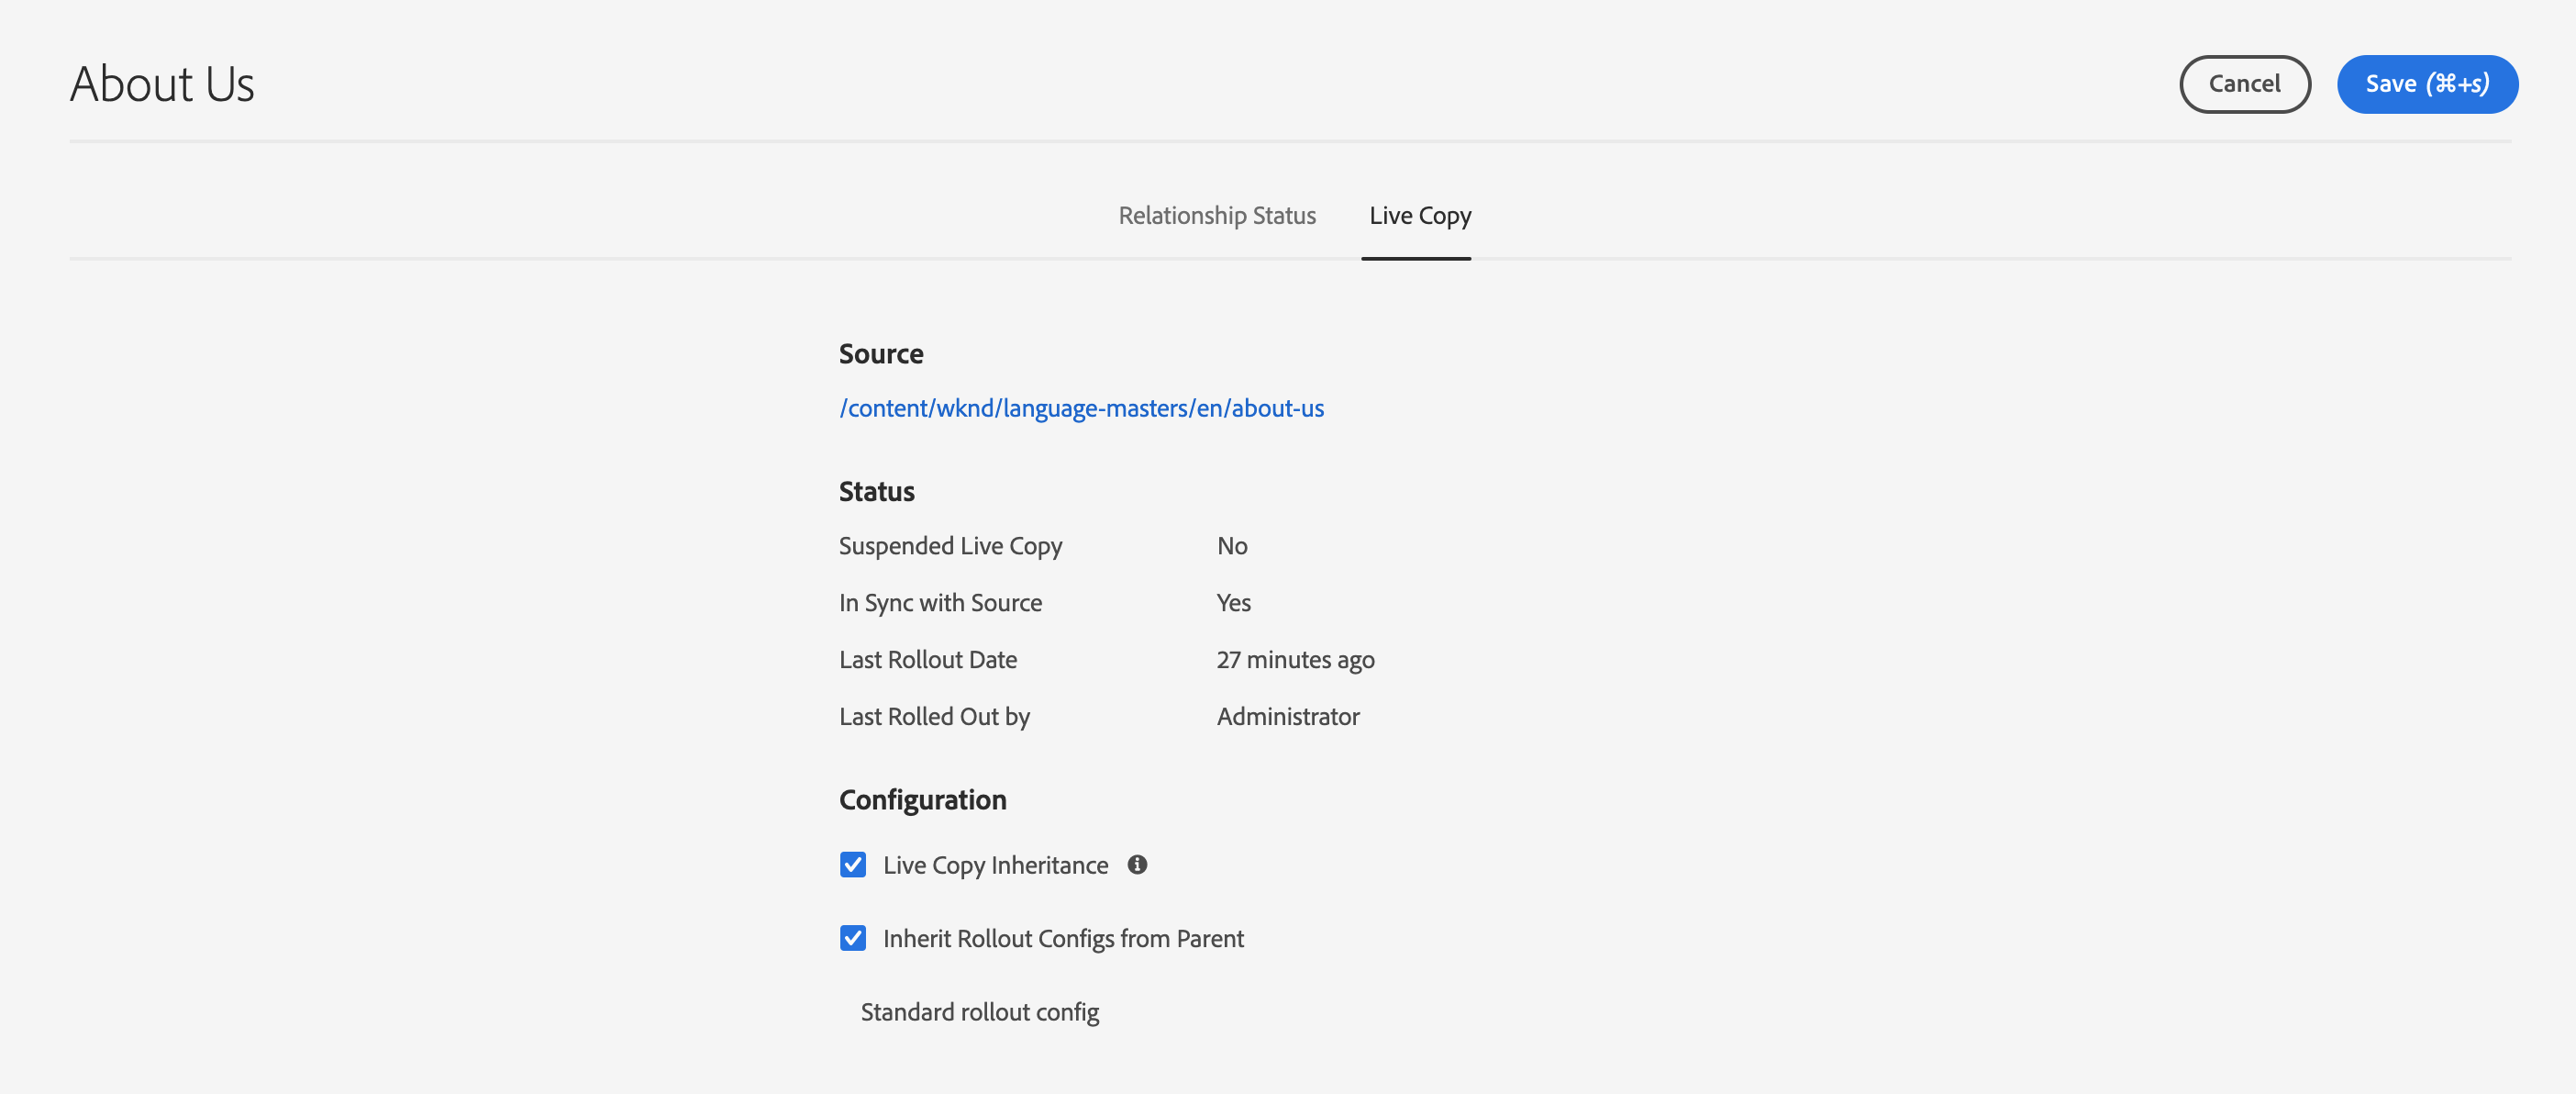 About Us
Cancel
Save (⌘+s)
Relationship Status
Live Copy
Source
/content/wknd/language-masters/en/about-us
Status
Suspended Live Copy No
In Sync with Source Yes
Last Rollout Date 27 minutes ago
Last Rolled Out by Administrator
Configuration
Live Copy Inheritance
Inherit Rollout Configs from Parent
Standard rollout config